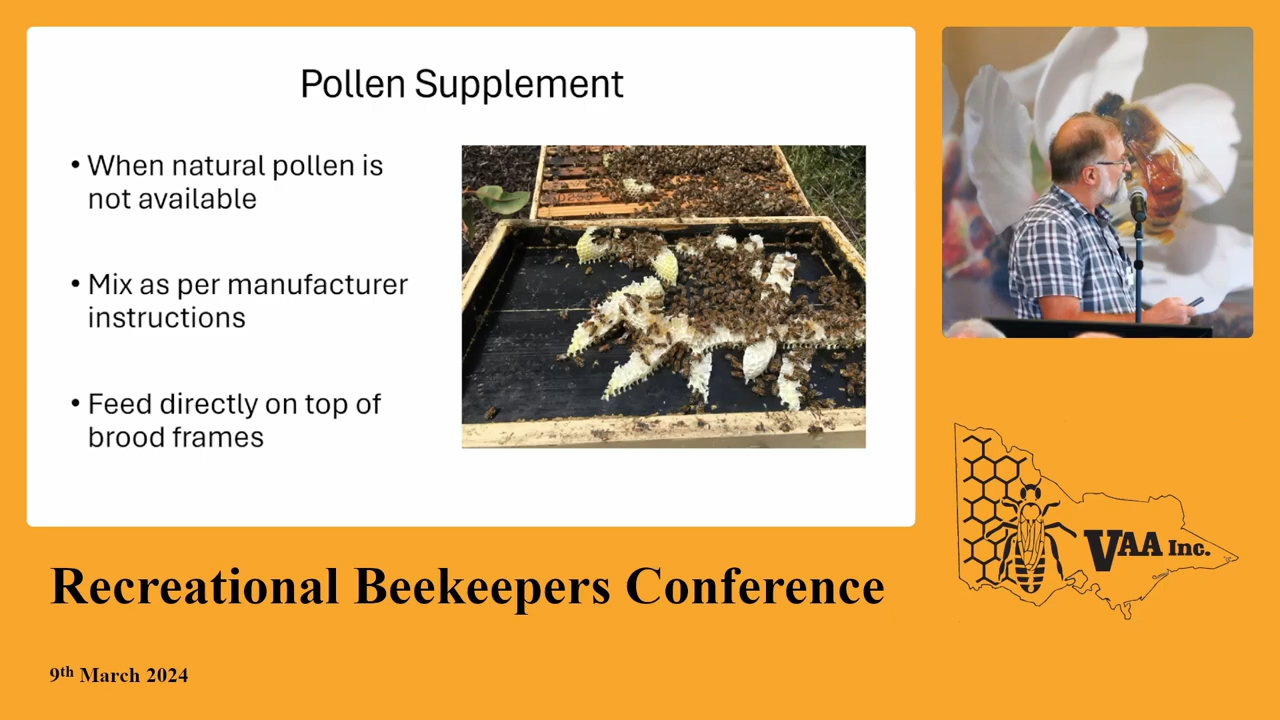 Pollen Supplement
• When natural pollen is
not available
• Mix as per manufacturer
instructions
• Feed directly on top of
brood frames
Recreational Beekeepers Conference
9th March 2024
VAA Inc.